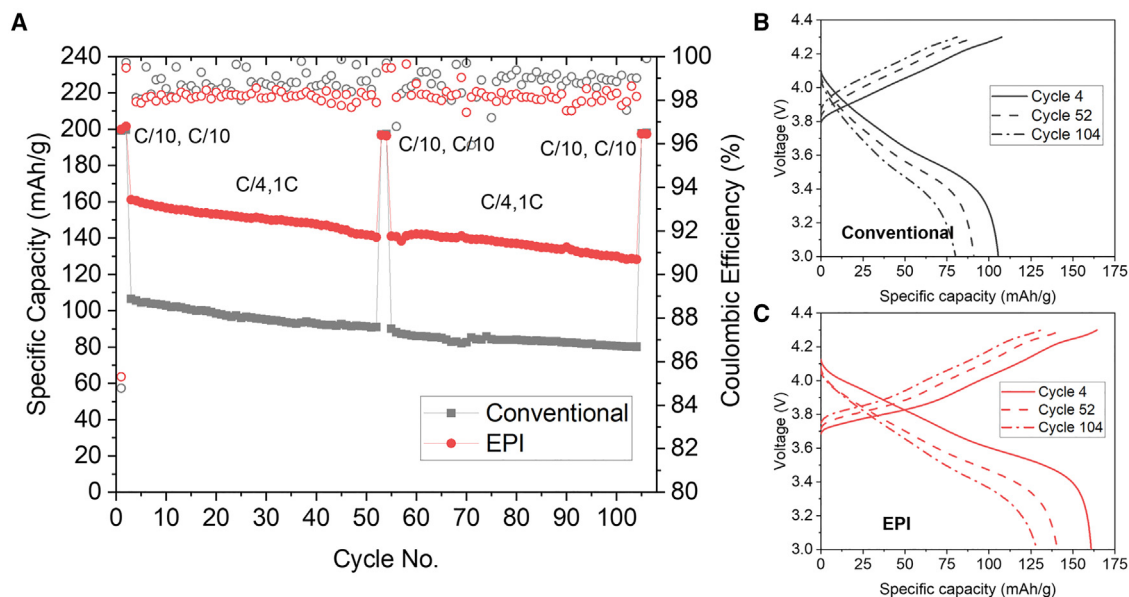 A
240
220
200
180
160
140
120
100
80
60
40
20
0
Specific Capacity (mAh/g)
C/10, C/10
C/10, C/10
C/10, C/10
C/4,1C
C/4,1C
Conventional
EPI
100
98
96
94
92
90
88
86
84
82
80
Coulombic Efficiency (%)
0 10 20 30 40 50 60 70 80 90 100
Cycle No.
B
4.4
4.2
4.0
3.8
3.6
3.4
3.2
3.0
Voltage (V)
Cycle 4
Cycle 52
Cycle 104
Conventional
0 25 50 75 100 125 150 175
Specific capacity (mAh/g)
C
4.4
4.2
4.0
3.8
3.6
3.4
3.2
3.0
Voltage (V)
Cycle 4
Cycle 52
Cycle 104
EPI
0 25 50 75 100 125 150 175
Specific capacity (mAh/g)